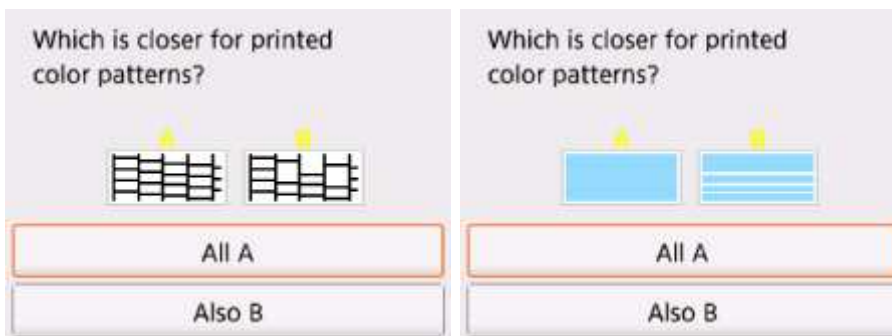 Which is closer for printed
color patterns?
All A
Also B
Which is closer for printed
color patterns?
All A
Also B